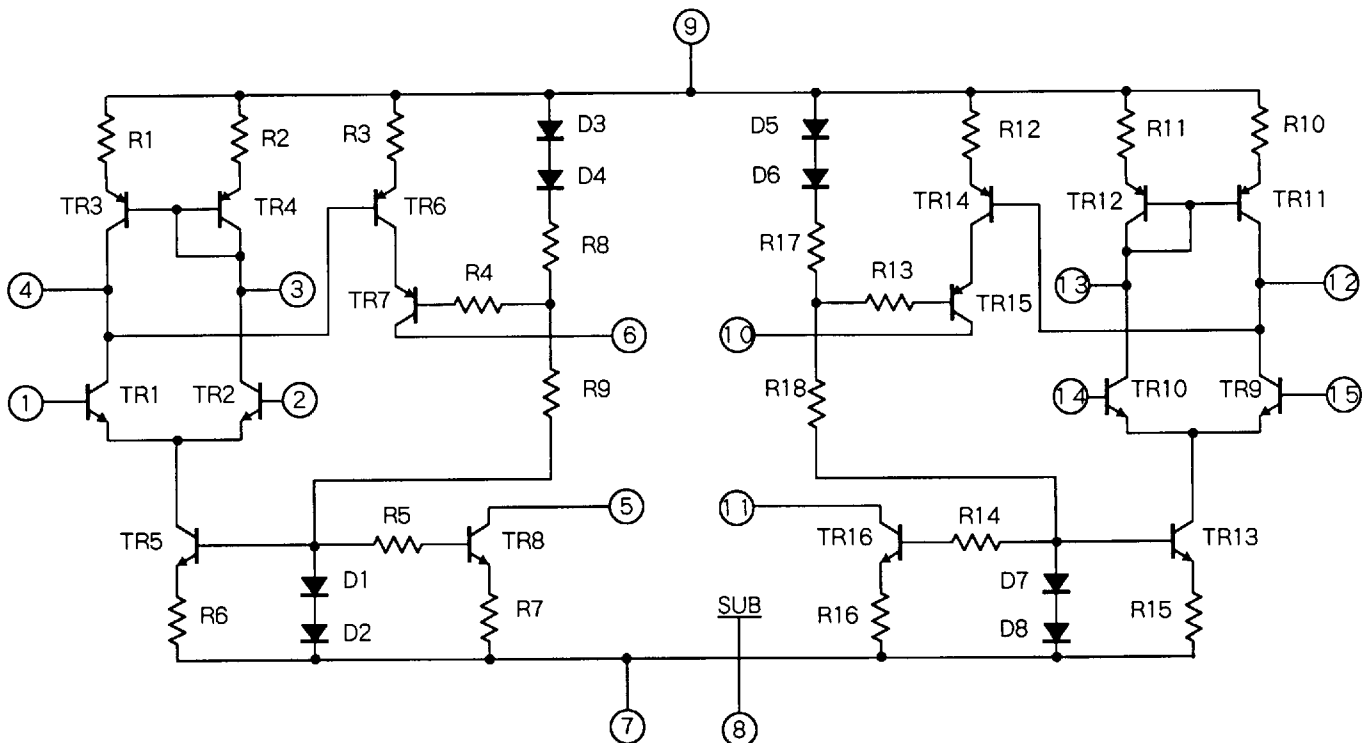 9
R1 R2 R3 D3 D5 R12 R11 R10
D4 D6
TR3 TR4 TR6 TR14 TR12 TR11
R8 R17
R4 R13
4 3 TR7 TR15 13 12
6 10
1 TR1 TR2 2 R9 R18 14 TR10 TR9 15
5 11
TR5 R5 TR8 TR16 R14 TR13
D1 D7
R6 R7 SUB R16 R15
D2 D8
7 8